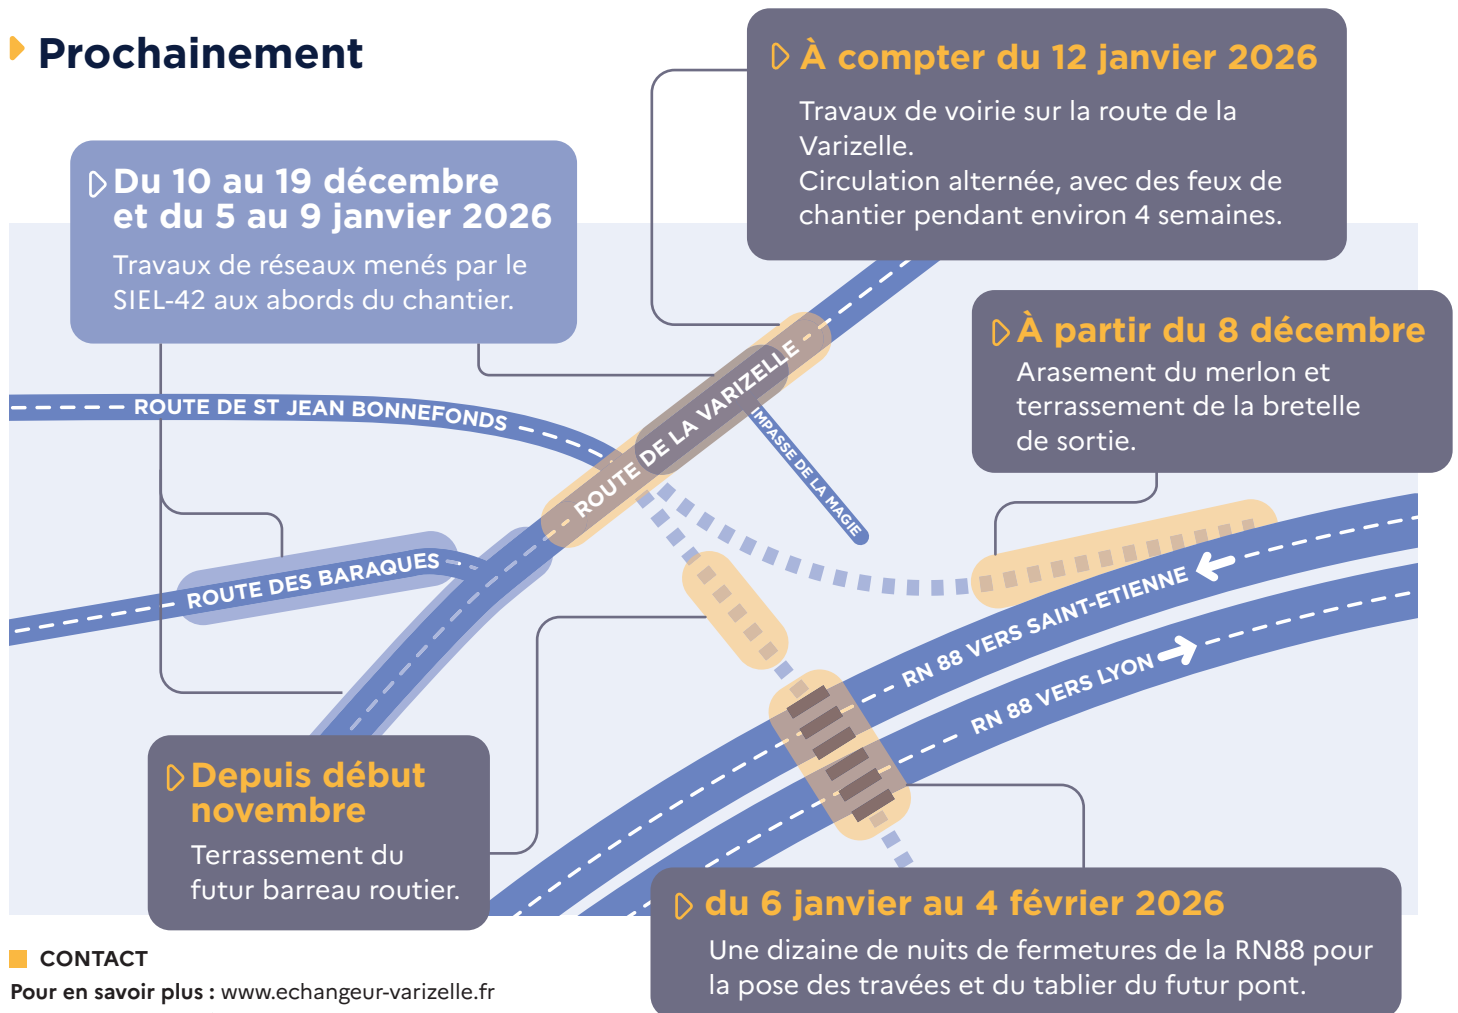 Prochainement
À compter du 12 janvier 2026
Travaux de voirie sur la route de la
Varizelle.
Circulation alternée, avec des feux de
chantier pendant environ 4 semaines.
Du 10 au 19 décembre
et du 5 au 9 janvier 2026
Travaux de réseaux menés par le
SIEL-42 aux abords du chantier.
À partir du 8 décembre
Arasement du merlon et
terrassement de la bretelle
de sortie.
ROUTE DE ST JEAN BONNEFONDS
ROUTE DE LA VARIZELLE
IMPASSE DE LA MAGIE
ROUTE DES BARAQUES
RN 88 VERS SAINT-ETIENNE
RN 88 VERS LYON
Depuis début
novembre
Terrassement du
futur barreau routier.
du 6 janvier au 4 février 2026
Une dizaine de nuits de fermetures de la RN88 pour
la pose des travées et du tablier du futur pont.
CONTACT
Pour en savoir plus : www.echangeur-varizelle.fr